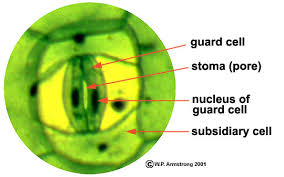 guard cell
stoma (pore)
nucleus of
guard cell
subsidiary cell
©W.P. Armstrong 2001